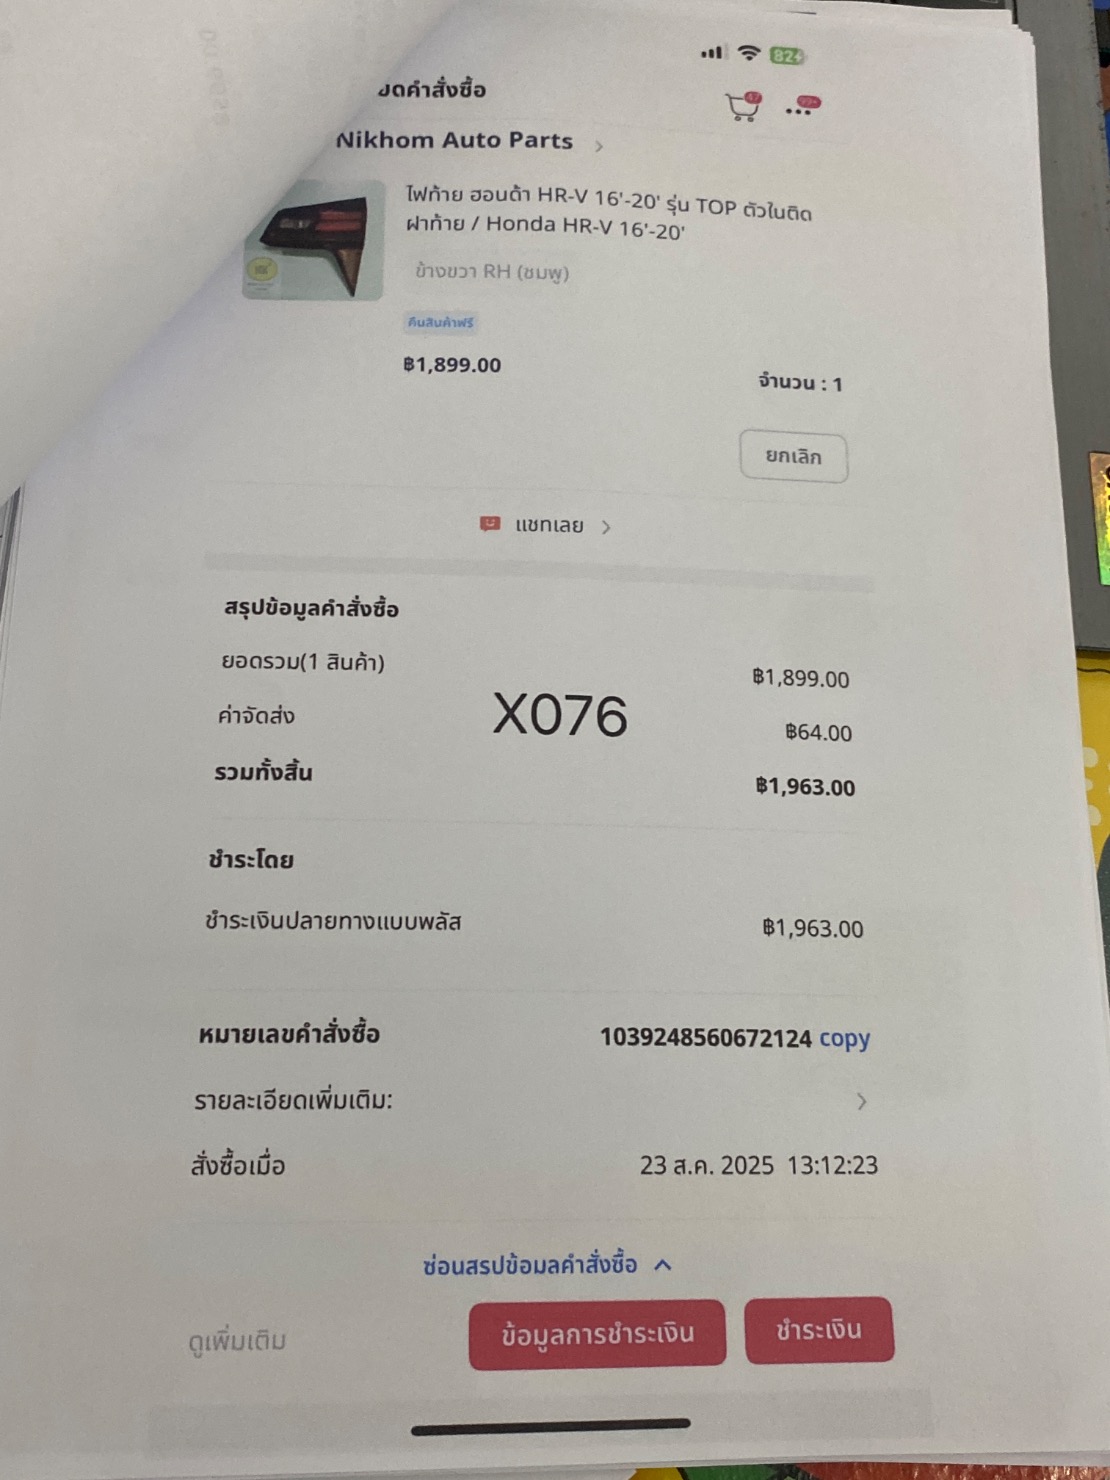 82
คำสั่งซื้อ
47
99+
Nikhom Auto Parts
ไฟท้าย ฮอนด้า HR-V 16'-20' รุ่น TOP ตัวในติด
ฝาท้าย / Honda HR-V 16'-20'
ข้างขวา RH (ชมพู)
คืนสินค้าฟรี
฿1,899.00
จำนวน : 1
ยกเลิก
แชทเลย
สรุปข้อมูลคำสั่งซื้อ
ยอดรวม(1 สินค้า) ฿1,899.00
X076
ค่าจัดส่ง ฿64.00
รวมทั้งสิ้น ฿1,963.00
ชำระโดย
ชำระเงินปลายทางแบบพลัส ฿1,963.00
หมายเลขคำสั่งซื้อ 1039248560672124 copy
รายละเอียดเพิ่มเติม:
สั่งซื้อเมื่อ 23 ส.ค. 2025 13:12:23
ซ่อนสรุปข้อมูลคำสั่งซื้อ
ดูเพิ่มเติม ข้อมูลการชำระเงิน ชำระเงิน